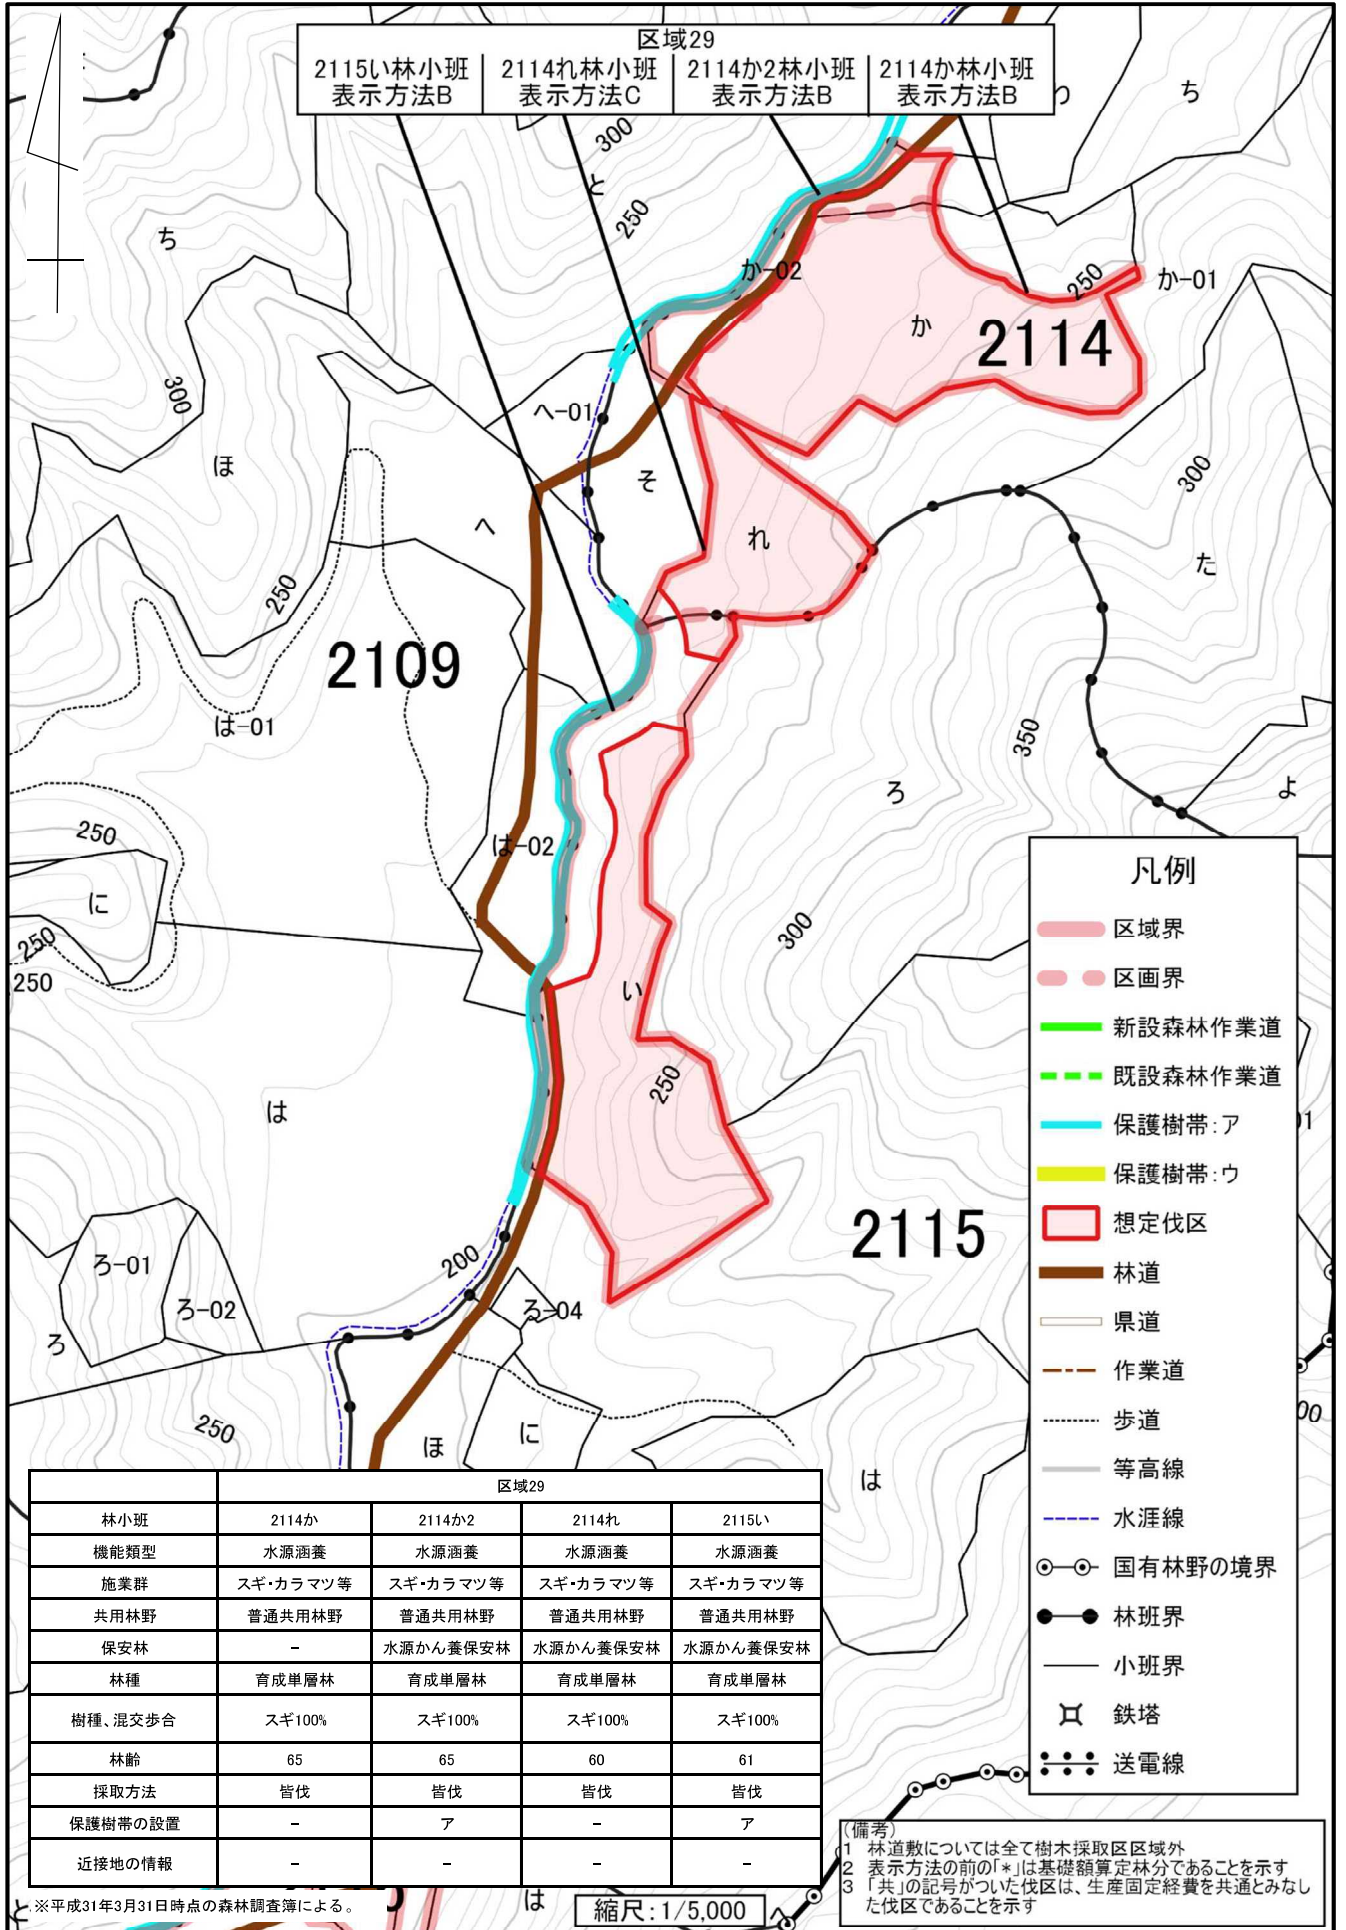 区域29
2115い林小班 2114れ林小班 2114か2林小班 2114か林小班
表示方法B 表示方法C 表示方法B 表示方法B
り
ち
300
と
250
ち
か-02
250
か-01
か
2114
300
へ-01
ほ
そ
300
へ
れ
た
250
2109
は-01
350
ろ
よ
250
は-02
に
300
250
250
い
250
は
01
2115
ろ-01
200
ろ-02
ろ-04
ろ
00
250
ほ
に
は
凡例
区域界
区画界
新設森林作業道
既設森林作業道
保護樹帯:ア
保護樹帯:ウ
想定伐区
林道
県道
作業道
歩道
等高線
水涯線
国有林野の境界
林班界
小班界
鉄塔
送電線
区域29
林小班 2114か 2114か2 2114れ 2115い
機能類型 水源涵養 水源涵養 水源涵養 水源涵養
施業群 スギ・カラマツ等 スギ・カラマツ等 スギ・カラマツ等 スギ・カラマツ等
共用林野 普通共用林野 普通共用林野 普通共用林野 普通共用林野
保安林 - 水源かん養保安林 水源かん養保安林 水源かん養保安林
林種 育成単層林 育成単層林 育成単層林 育成単層林
樹種、混交歩合 スギ100% スギ100% スギ100% スギ100%
林齢 65 65 60 61
採取方法 皆伐 皆伐 皆伐 皆伐
保護樹帯の設置 - ア - ア
近接地の情報 - - - -
※平成31年3月31日時点の森林調査簿による。
と
は
縮尺:1/5,000
へ
(備考)
1 林道敷については全て樹木採取区区域外
2 表示方法の前の「*」は基礎額算定林分であることを示す
3 「共」の記号がついた伐区は、生産固定経費を共通とみなし
た伐区であることを示す